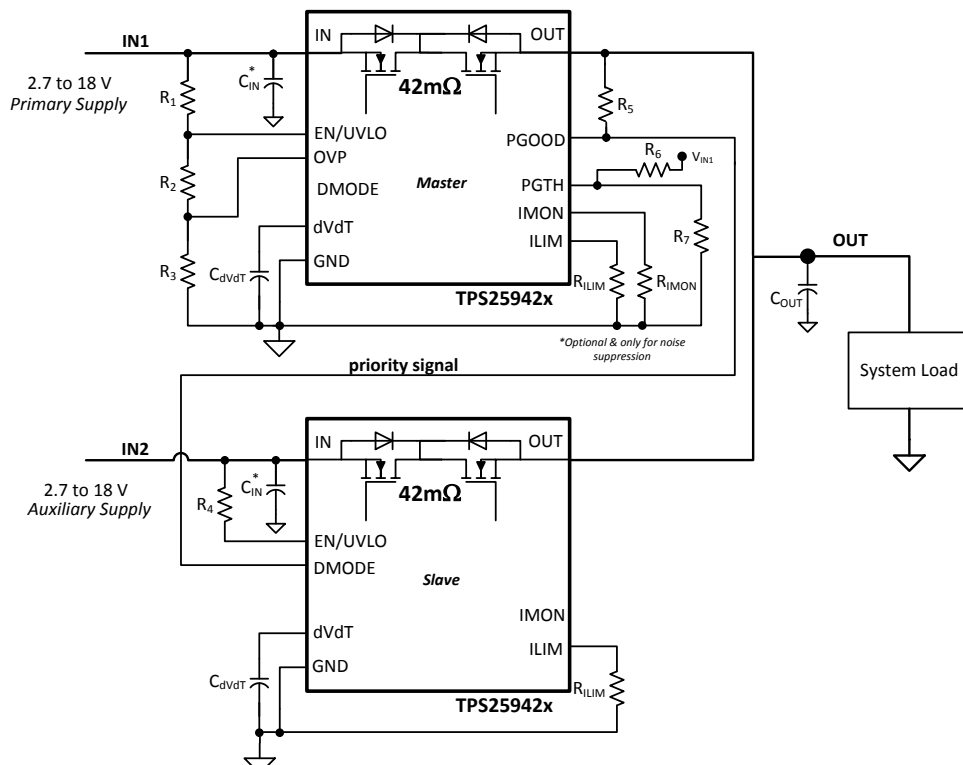 IN1
2.7 to 18 V
Primary Supply
R1
R2
R3
CIN*
CdVdT
IN
OUT
42mΩ
EN/UVLO
OVP
DMODE
dVdT
GND
Master
PGOOD
PGTH
IMON
ILIM
TPS25942x
R5
R6
VIN1
R7
RILIM
RIMON
*Optional & only for noise
suppression
OUT
COUT
System Load
priority signal
IN2
2.7 to 18 V
Auxiliary Supply
R4
CIN*
CdVdT
IN
OUT
42mΩ
EN/UVLO
DMODE
Slave
dVdT
GND
IMON
ILIM
RILIM
TPS25942x